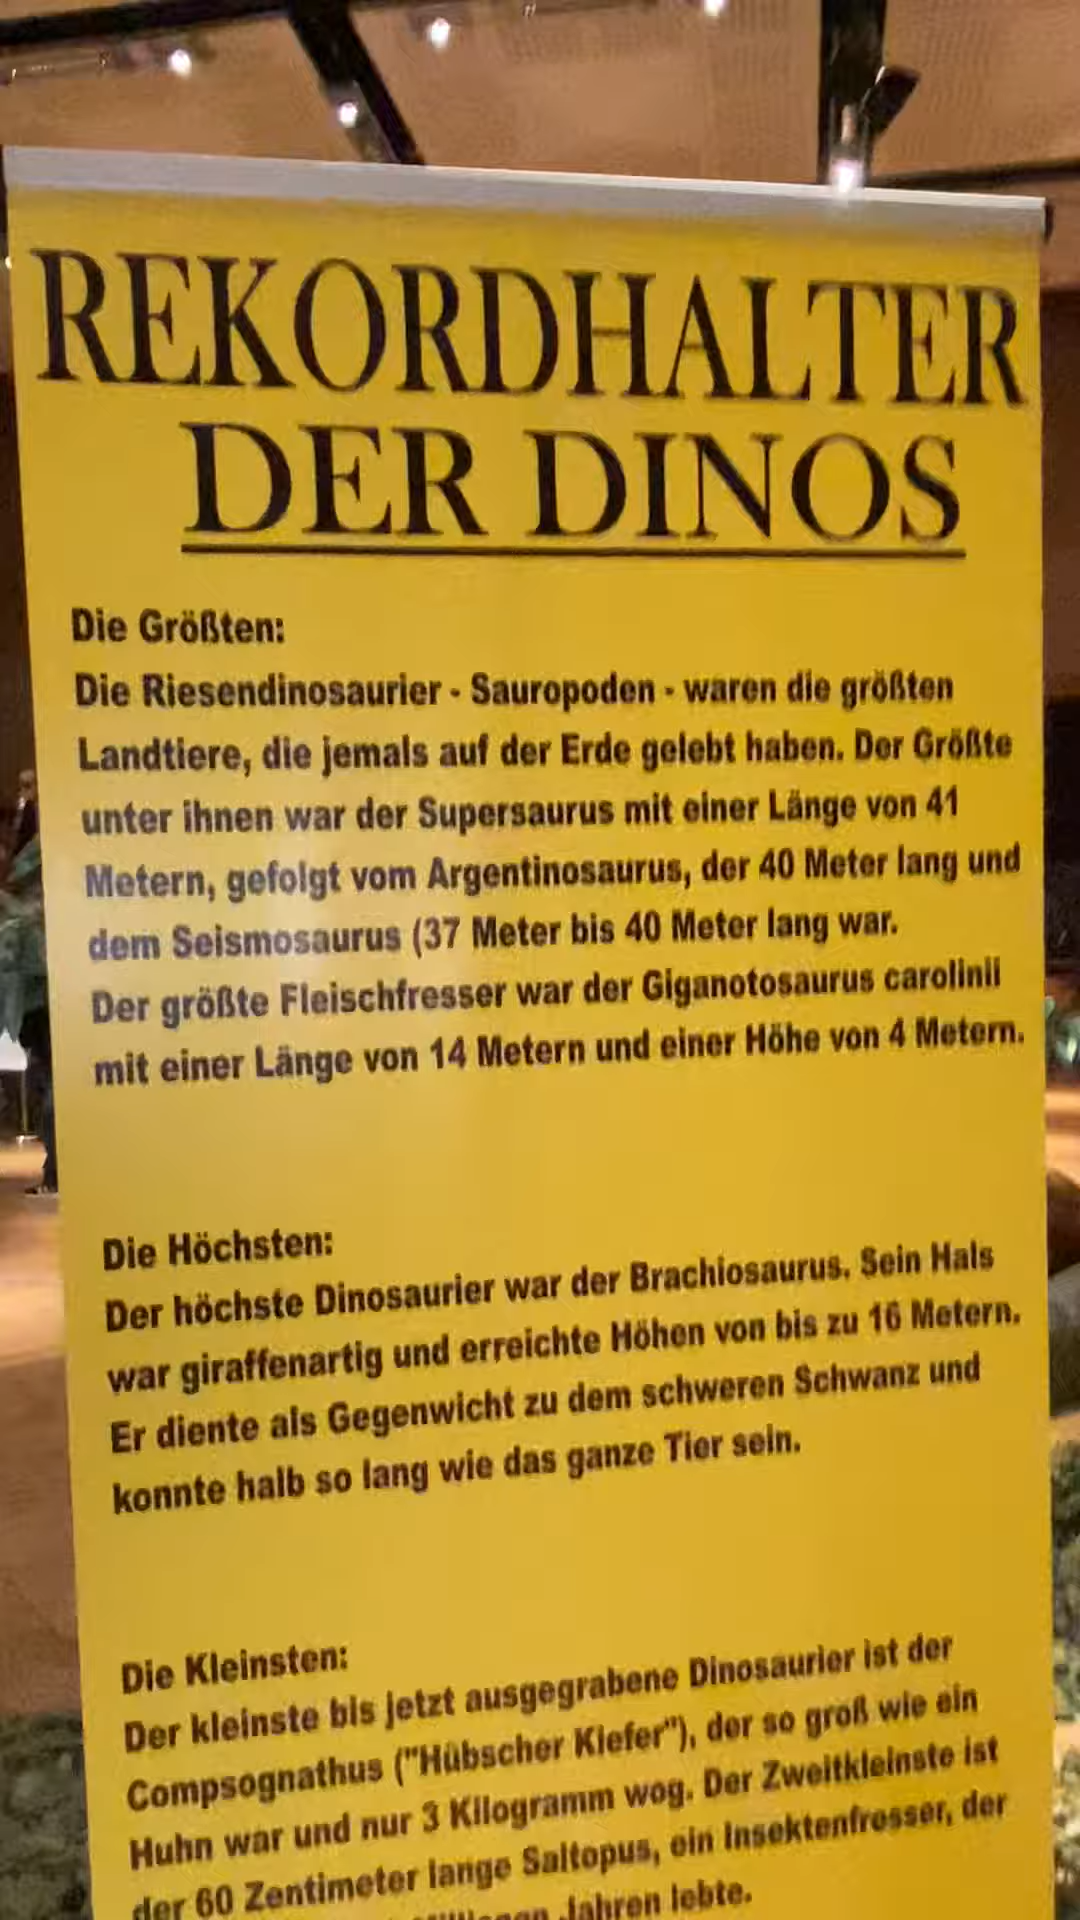 REKORDHALTER
DER DINOS
Die Größten:
Die Riesendinosaurier - Sauropoden - waren die größten
Landtiere, die jemals auf der Erde gelebt haben. Der Größte
unter ihnen war der Supersaurus mit einer Länge von 41
Metern, gefolgt vom Argentinosaurus, der 40 Meter lang und
dem Seismosaurus (37 Meter bis 40 Meter lang war.
Der größte Fleischfresser war der Giganotosaurus carolinii
mit einer Länge von 14 Metern und einer Höhe von 4 Metern.
Die Höchsten:
Der höchste Dinosaurier war der Brachiosaurus. Sein Hals
war giraffenartig und erreichte Höhen von bis zu 16 Metern.
Er diente als Gegenwicht zu dem schweren Schwanz und
konnte halb so lang wie das ganze Tier sein.
Die Kleinsten:
Der kleinste bis jetzt ausgegrabene Dinosaurier ist der
Compsognathus ("Hübscher Kiefer"), der so groß wie ein
Huhn war und nur 3 Kilogramm wog. Der Zweitkleinste ist
der 60 Zentimeter lange Saltopus, ein Insektenfresser, der
Jahren lebte.